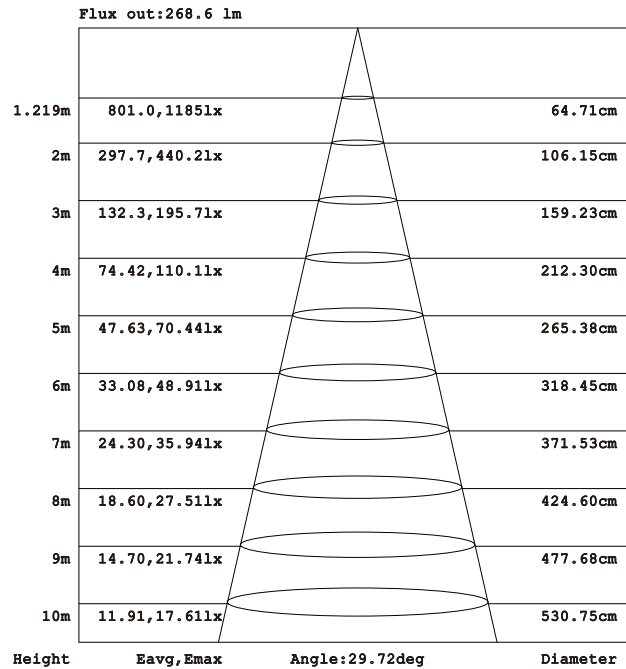 Flux out:268.6 lm
1.219m 801.0,1185lx 64.71cm
2m 297.7,440.2lx 106.15cm
3m 132.3,195.7lx 159.23cm
4m 74.42,110.1lx 212.30cm
5m 47.63,70.44lx 265.38cm
6m 33.08,48.91lx 318.45cm
7m 24.30,35.94lx 371.53cm
8m 18.60,27.51lx 424.60cm
9m 14.70,21.74lx 477.68cm
10m 11.91,17.61lx 530.75cm
Height Eavg,Emax Angle:29.72deg Diameter